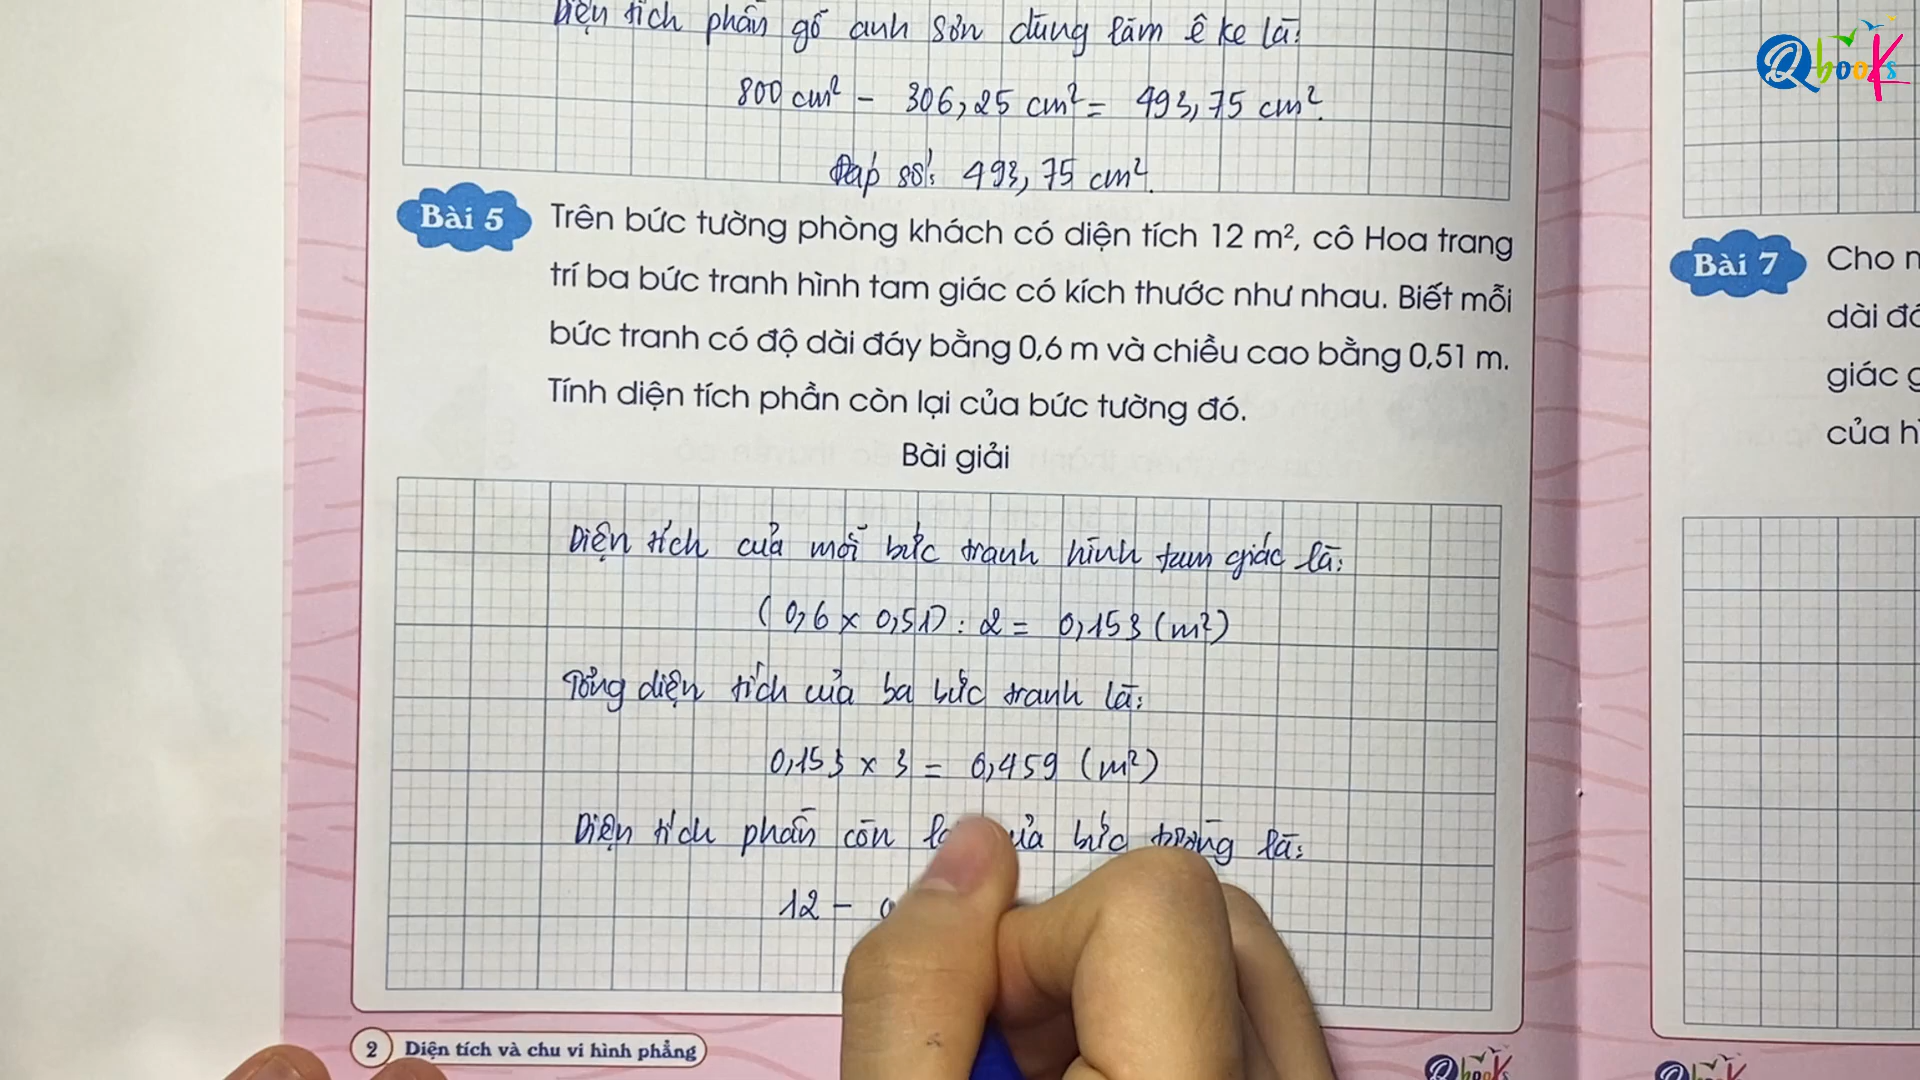 Diện tích phần gỗ anh Sơn dùng làm ê ke là:
800 cm² - 306,25 cm² = 493,75 cm².
Đáp số: 493,75 cm².
Qbooks
Bài 5 Trên bức tường phòng khách có diện tích 12 m², cô Hoa trang
trí ba bức tranh hình tam giác có kích thước như nhau. Biết mỗi
bức tranh có độ dài đáy bằng 0,6 m và chiều cao bằng 0,51 m.
Tính diện tích phần còn lại của bức tường đó.
Bài giải
Diện tích của mỗi bức tranh hình tam giác là:
(0,6 x 0,51) : 2 = 0,153 (m²)
Tổng diện tích của ba bức tranh là:
0,153 x 3 = 0,459 (m²)
Diện tích phần còn của bức tường là:
12 -
2 Diện tích và chu vi hình phẳng
Qbooks
Bài 7 Cho
dài
giác
của